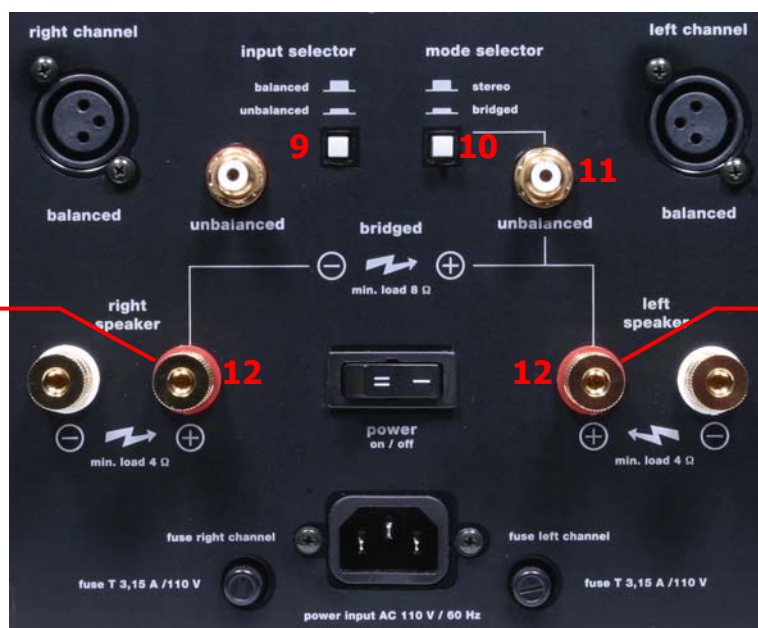 right channel
left channel
input selector
mode selector
balanced
stereo
unbalanced
bridged
9
10
11
balanced
unbalanced
bridged
unbalanced
balanced
min. load 8 Ω
right
speaker
left
speaker
12
12
= –
power
on / off
min. load 4 Ω
min. load 4 Ω
fuse right channel
fuse left channel
fuse T 3,15 A /110 V
fuse T 3,15 A /110 V
power input AC 110 V / 60 Hz